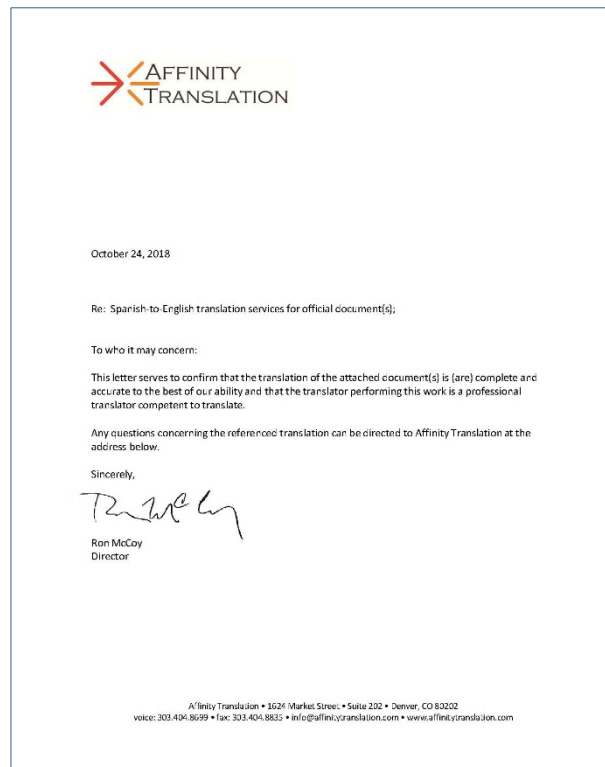 AFFINITY
TRANSLATION
October 24, 2018
Re: Spanish-to-English translation services for official document(s);
To who it may concern:
This letter serves to confirm that the translation of the attached document(s) is (are) complete and
accurate to the best of our ability and that the translator performing this work is a professional
translator competent to translate.
Any questions concerning the referenced translation can be directed to Affinity Translation at the
address below.
Sincerely,
Ron McCoy
Ron McCoy
Director
Affinity Translation • 1624 Market Street • Suite 202 • Denver, CO 80202
voice: 303.404.8699 • fax: 303.404.8835 • info@affinitytranslation.com • www.affinitytranslation.com